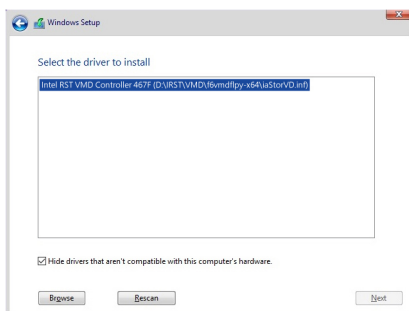 Windows Setup
Select the driver to install
Intel RST VMD Controller 467F (D:\IRST\VMD\f6vmdflpy-x64\iaStorVD.inf)
Hide drivers that aren't compatible with this computer's hardware.
Browse
Rescan
Next